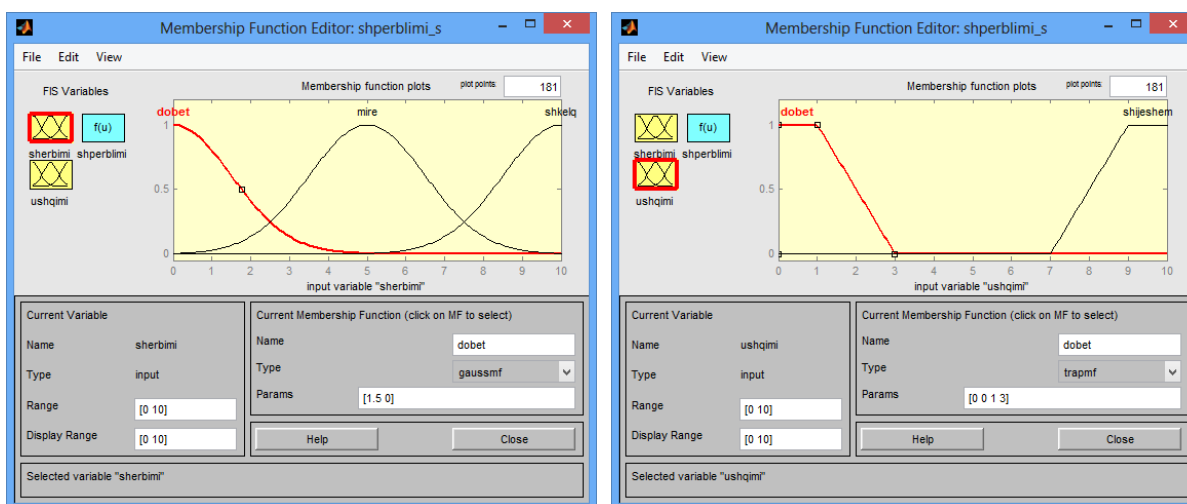 Membership Function Editor: shperblimi_s
File Edit View
FIS Variables
Membership function plots
plot points:
181
f(u)
sherbimi shperblimi
ushqimi
dobet
mire
shkelq
1
0.5
0
0 1 2 3 4 5 6 7 8 9 10
input variable "sherbimi"
Current Variable
Name sherbimi
Type input
Range [0 10]
Display Range [0 10]
Current Membership Function (click on MF to select)
Name dobet
Type gaussmf
Params [1.5 0]
Help Close
Selected variable "sherbimi"
Membership Function Editor: shperblimi_s
File Edit View
FIS Variables
Membership function plots
plot points:
181
f(u)
sherbimi shperblimi
ushqimi
dobet
shijeshem
1
0.5
0
0 1 2 3 4 5 6 7 8 9 10
input variable "ushqimi"
Current Variable
Name ushqimi
Type input
Range [0 10]
Display Range [0 10]
Current Membership Function (click on MF to select)
Name dobet
Type trapmf
Params [0 0 1 3]
Help Close
Selected variable "ushqimi"